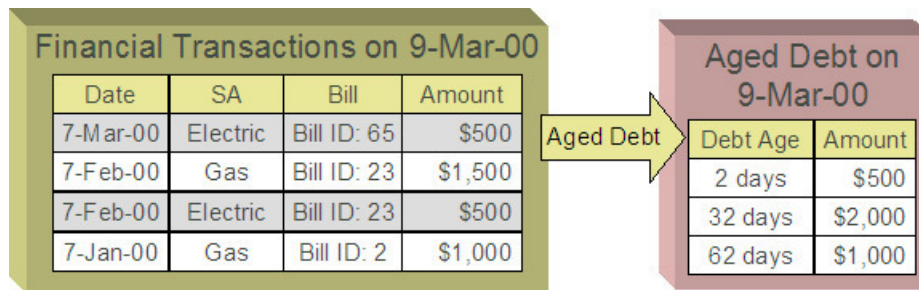 Financial Transactions on 9-Mar-00
Date SA Bill Amount
7-Mar-00 Electric Bill ID: 65 $500
7-Feb-00 Gas Bill ID: 23 $1,500
7-Feb-00 Electric Bill ID: 23 $500
7-Jan-00 Gas Bill ID: 2 $1,000
Aged Debt
Aged Debt on
9-Mar-00
Debt Age Amount
2 days $500
32 days $2,000
62 days $1,000